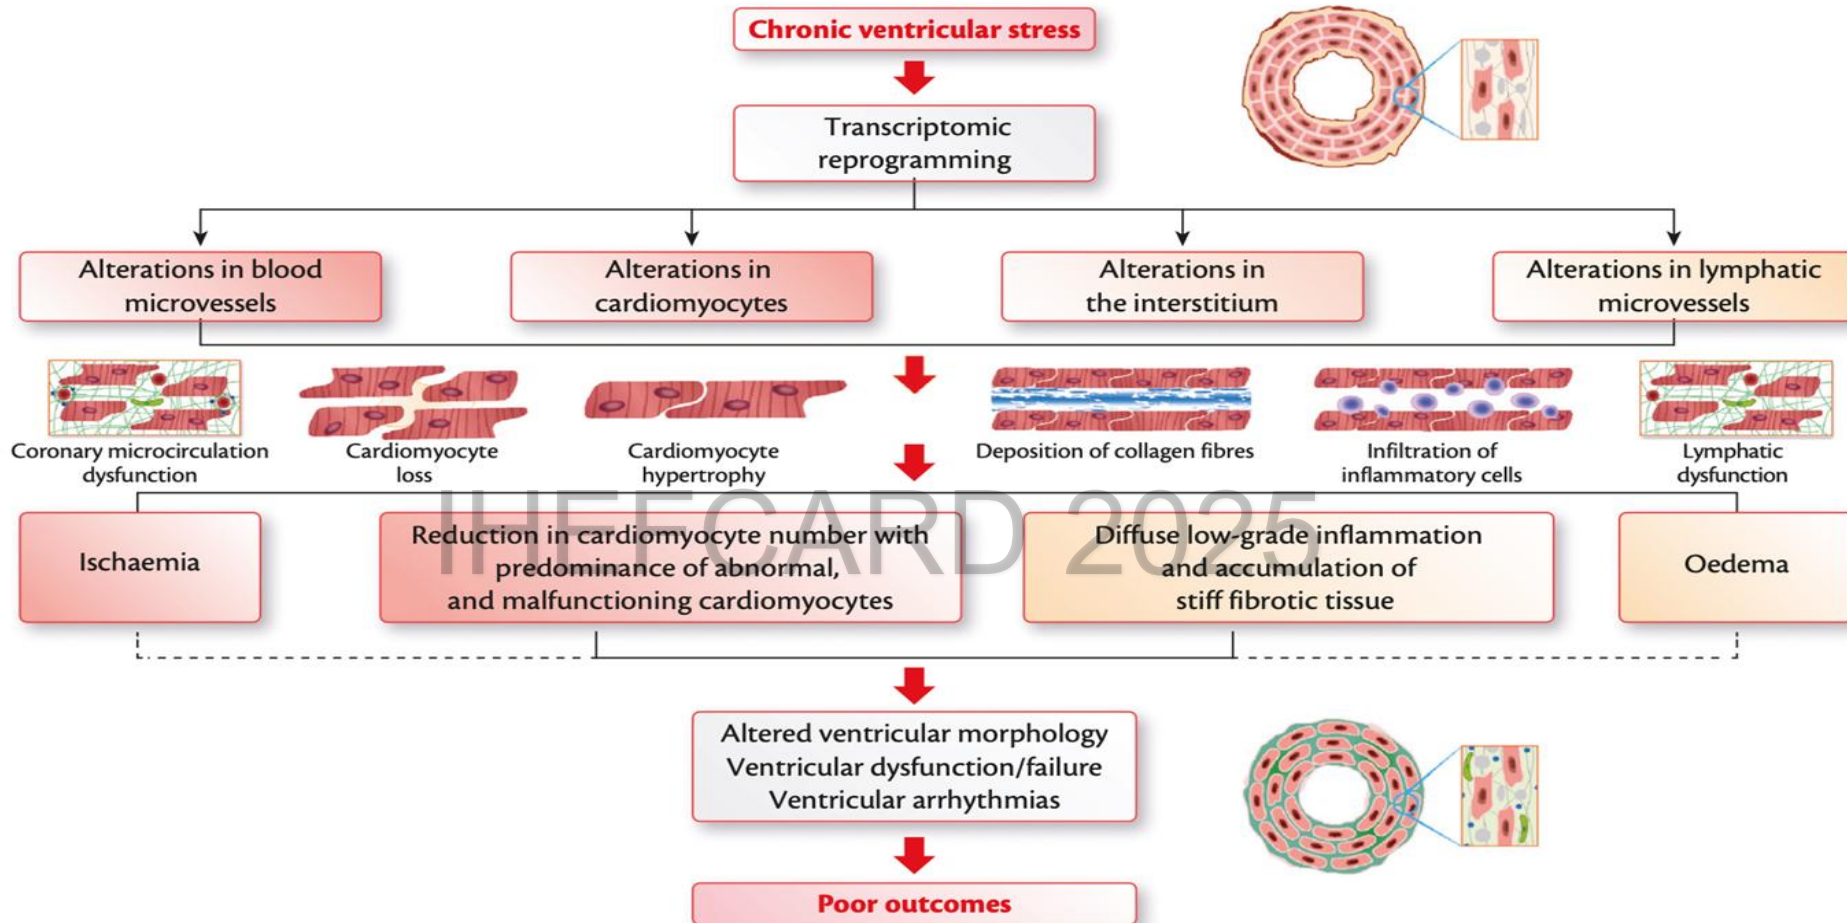 Chronic ventricular stress
Transcriptomic
reprogramming
Alterations in blood
microvessels
Alterations in
cardiomyocytes
Alterations in
the interstitium
Alterations in lymphatic
microvessels
Coronary microcirculation
dysfunction
Cardiomyocyte
loss
Cardiomyocyte
hypertrophy
Deposition of collagen fibres
Infiltration of
inflammatory cells
Lymphatic
dysfunction
IHEFCARD 2025
Ischaemia
Reduction in cardiomyocyte number with
predominance of abnormal,
and malfunctioning cardiomyocytes
Diffuse low-grade inflammation
and accumulation of
stiff fibrotic tissue
Oedema
Altered ventricular morphology
Ventricular dysfunction/failure
Ventricular arrhythmias
Poor outcomes